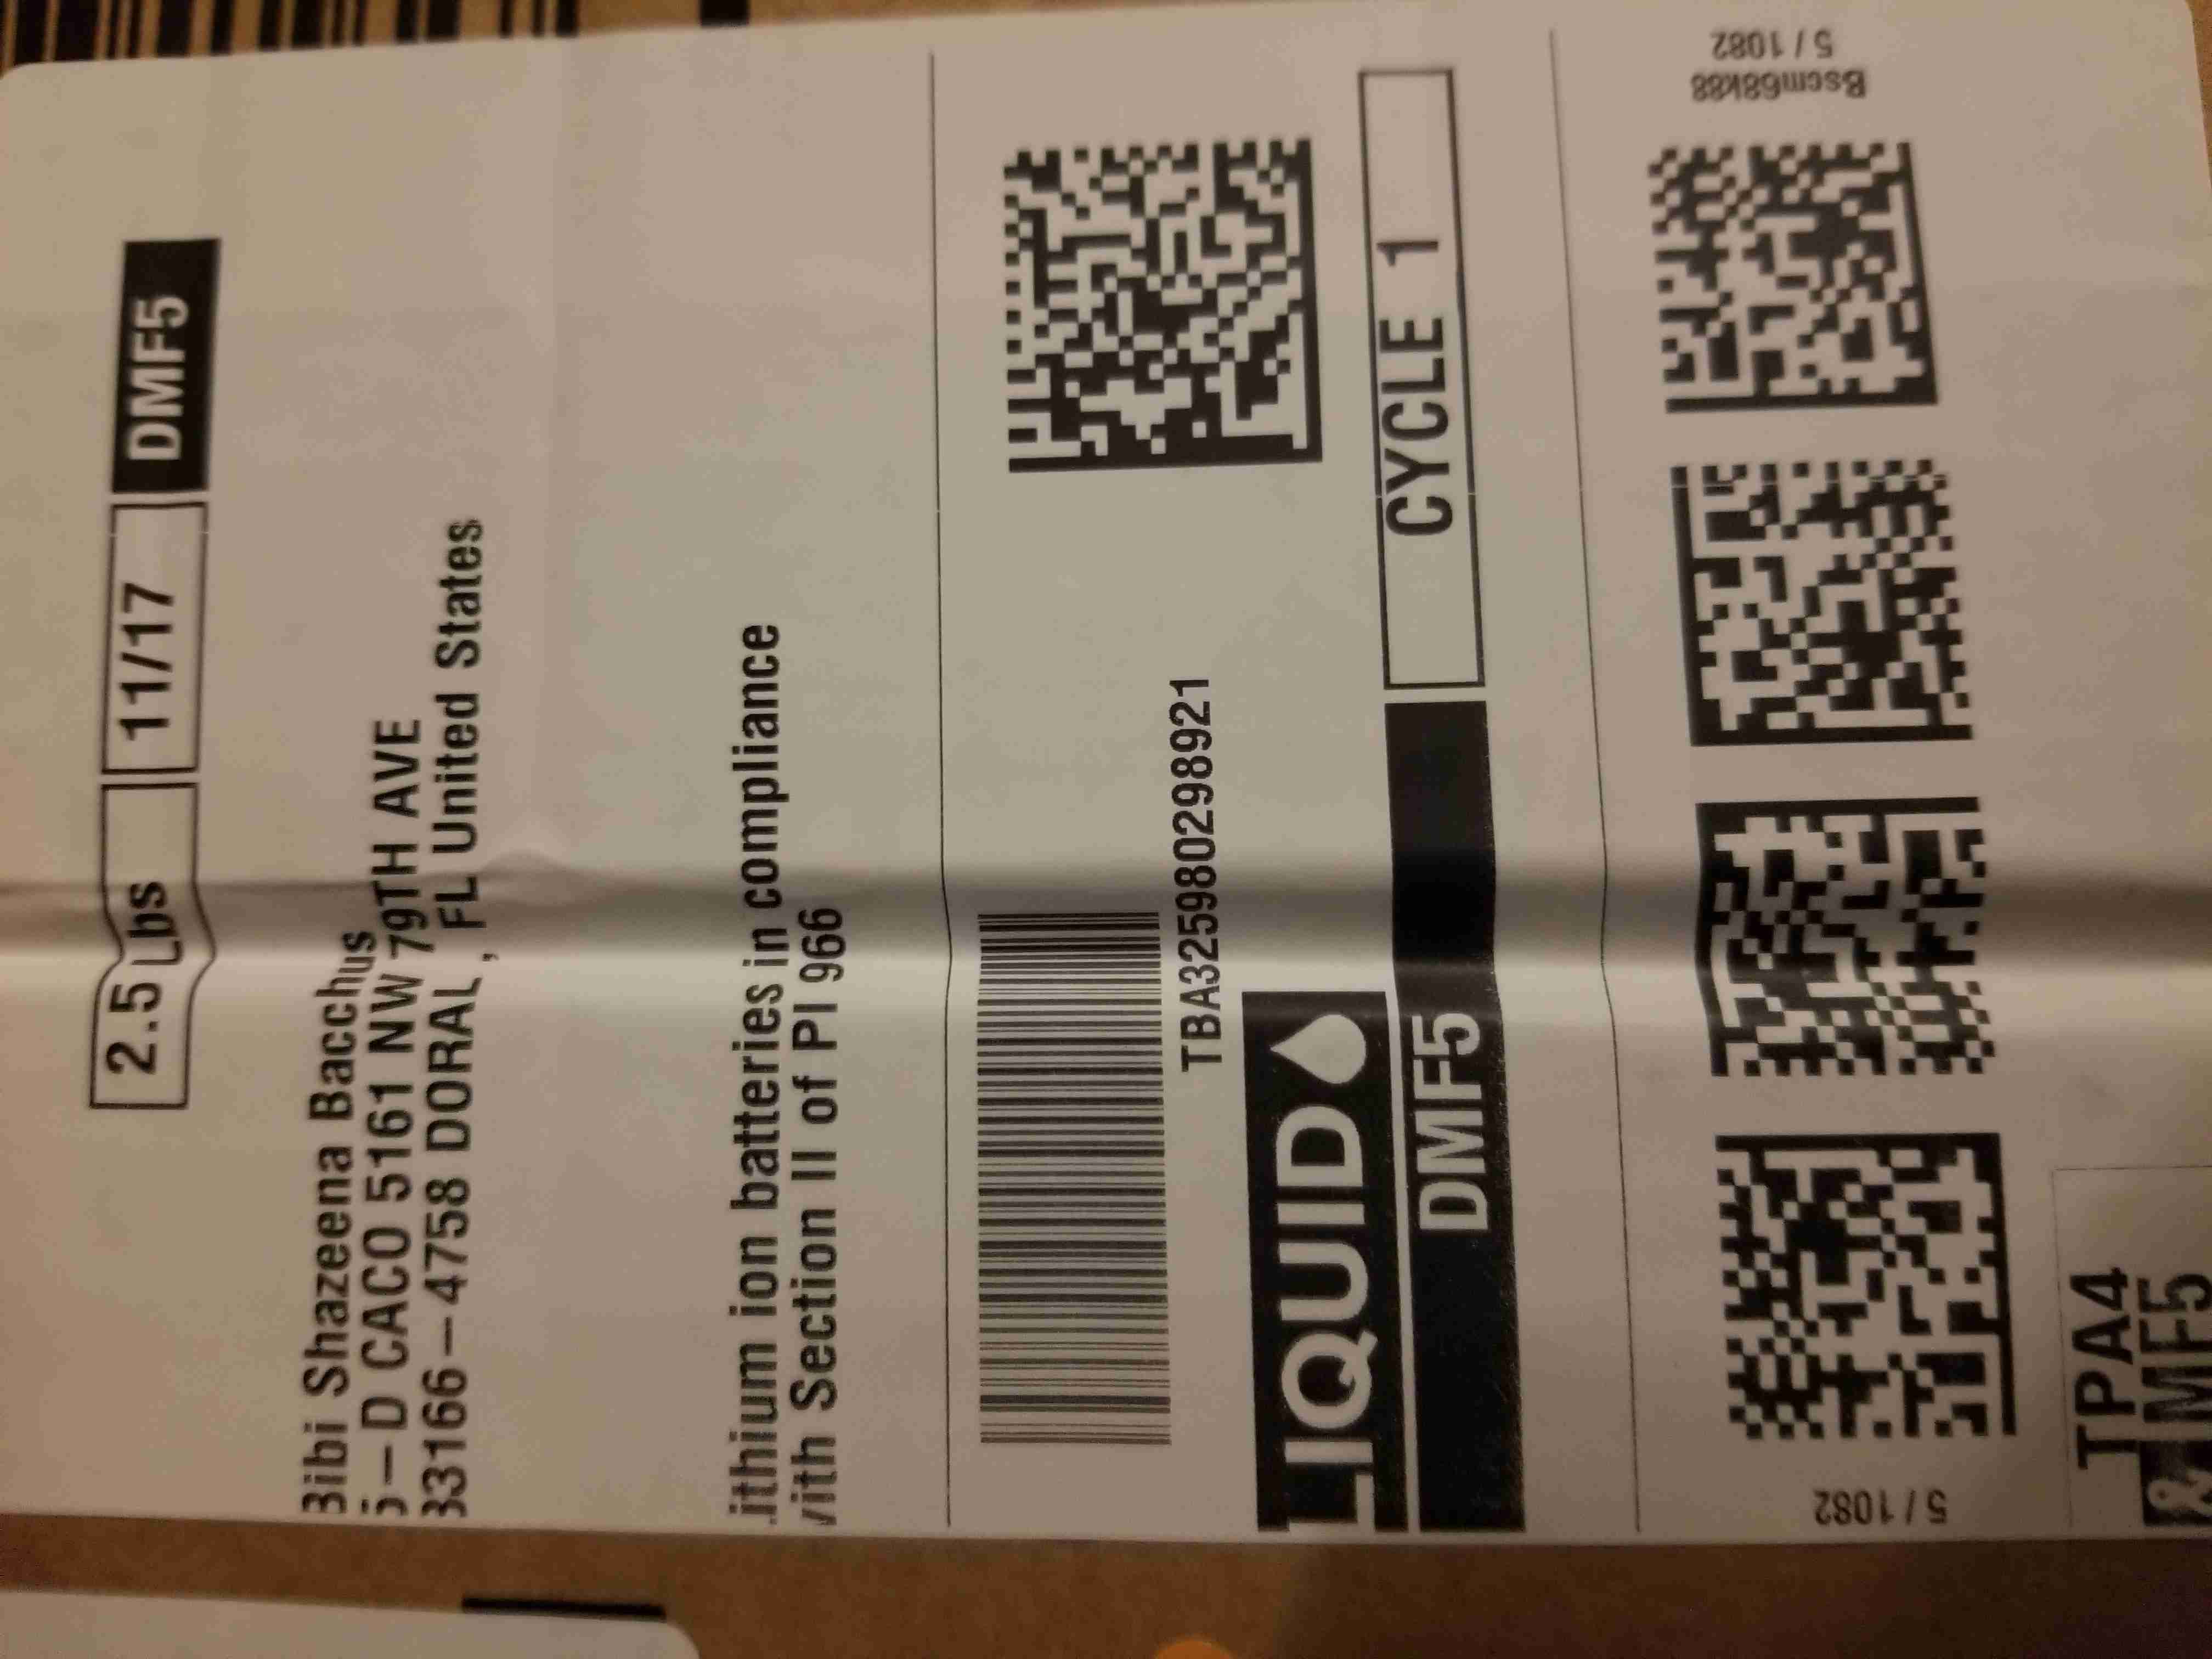 2.5 Lbs 11/17 DMF5
Bibi Shazeena Bacchus
5-D CACO 5161 NW 79TH AVE
33166-4758 DORAL, FL United States
Lithium ion batteries in compliance
with Section II of PI 966
TBA325980298921
LIQUID
DMF5 CYCLE 1
Bscm68k88
5 / 1082
5 / 1082
TPA4
DMF5